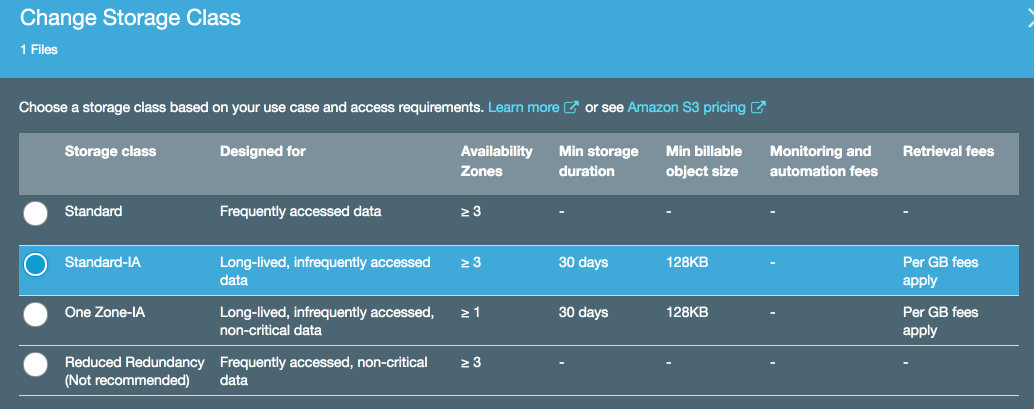 Change Storage Class
1 Files
Choose a storage class based on your use case and access requirements. Learn more or see Amazon S3 pricing
Storage class Designed for Availability Zones Min storage duration Min billable object size Monitoring and automation fees Retrieval fees
Standard Frequently accessed data ≥ 3 - - - -
Standard-IA Long-lived, infrequently accessed data ≥ 3 30 days 128KB - Per GB fees apply
One Zone-IA Long-lived, infrequently accessed, non-critical data ≥ 1 30 days 128KB - Per GB fees apply
Reduced Redundancy (Not recommended) Frequently accessed, non-critical data ≥ 3 - - - -